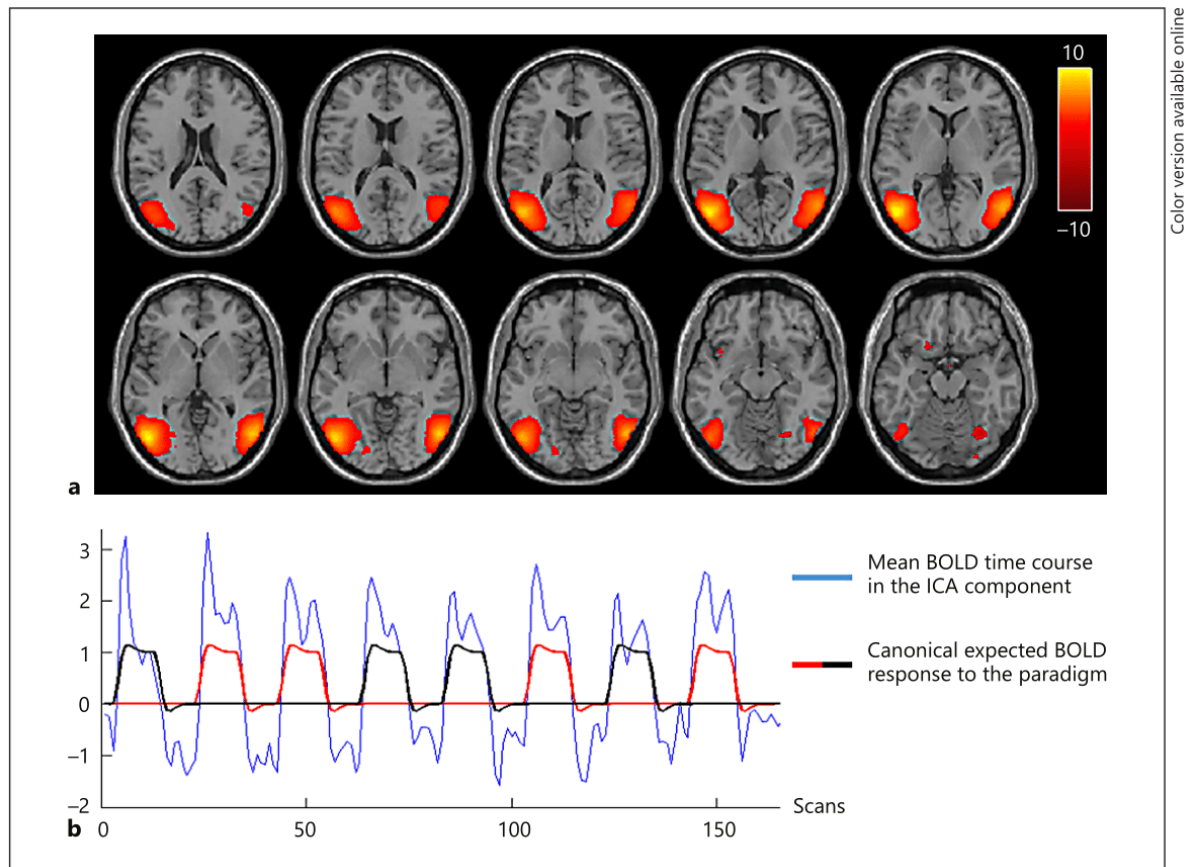 Color version available online
10
−10
a
3
2
1
0
−1
−2
0
50
100
150
Scans
b
Mean BOLD time course
in the ICA component
Canonical expected BOLD
response to the paradigm